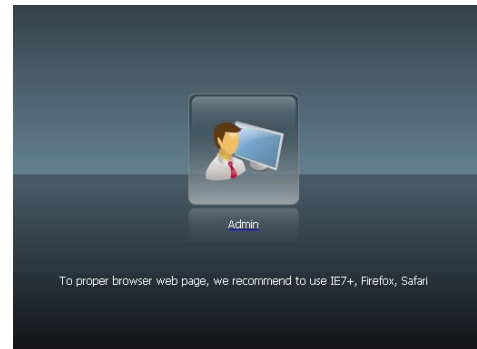 Admin
To proper browser web page, we recommend to use IE7+, Firefox, Safari